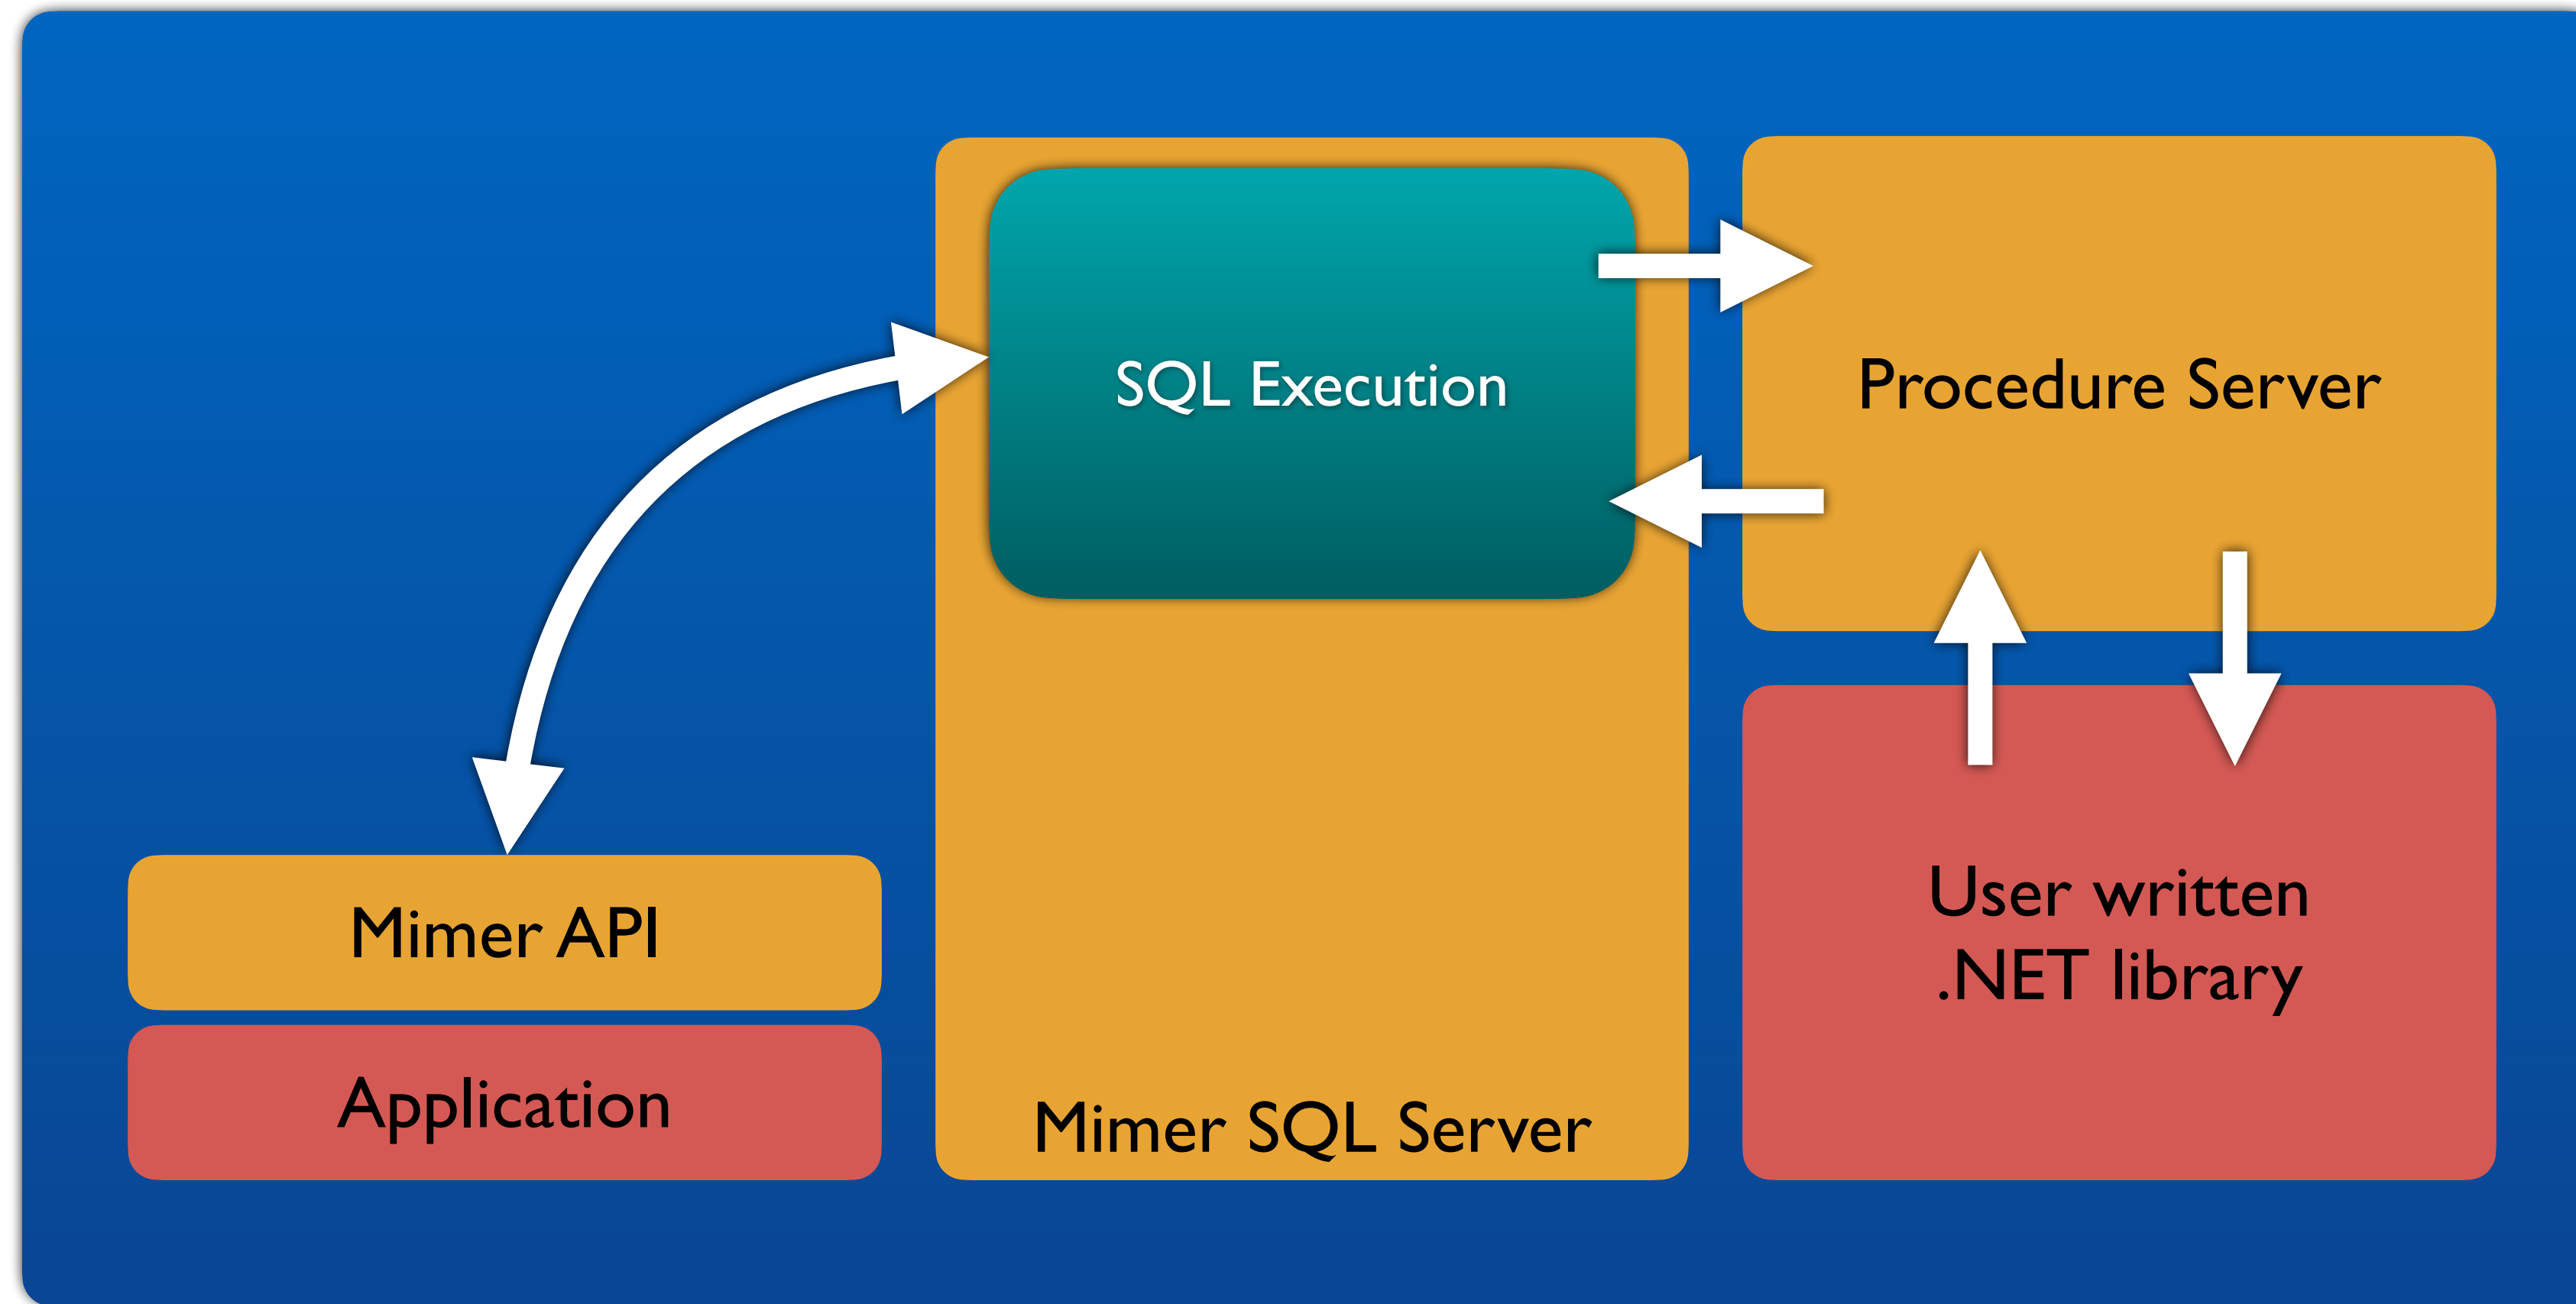 SQL Execution
Procedure Server
Mimer API
Application
Mimer SQL Server
User written
.NET library